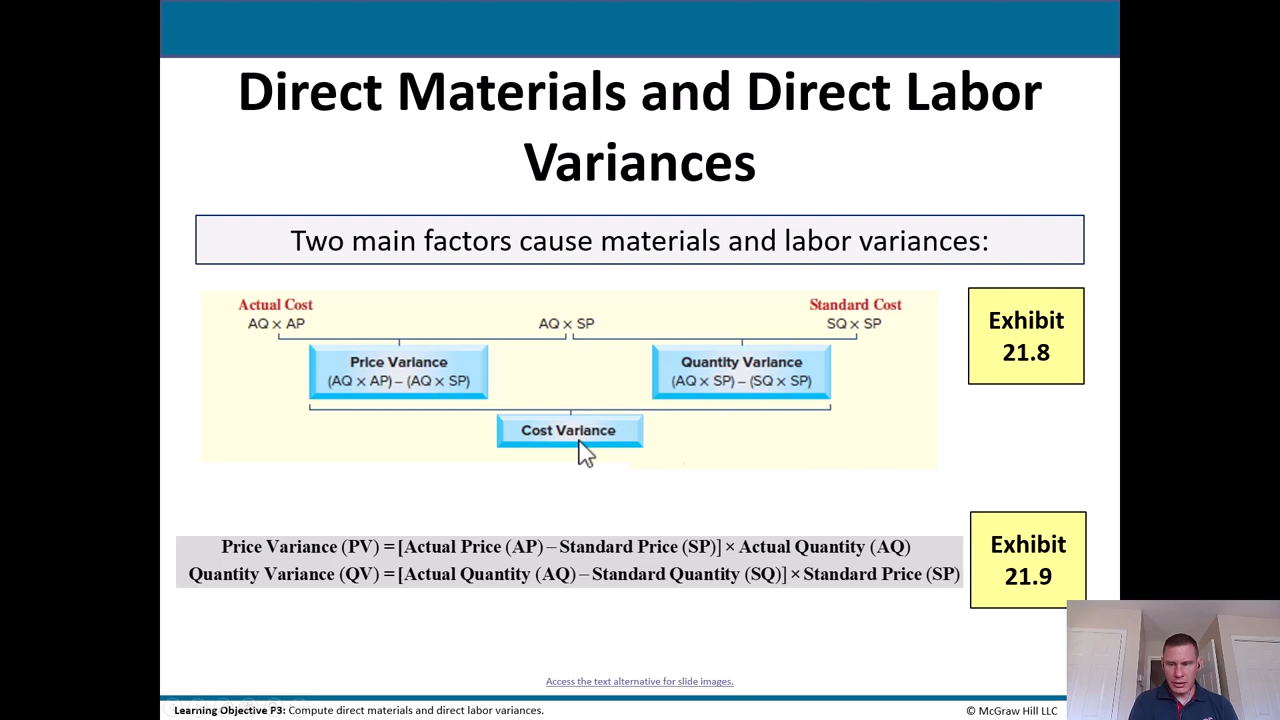 Direct Materials and Direct Labor
Variances
Two main factors cause materials and labor variances:
Actual Cost
Standard Cost
AQ × AP
AQ × SP
SQ × SP
Price Variance
(AQ × AP) – (AQ × SP)
Quantity Variance
(AQ × SP) – (SQ × SP)
Cost Variance
Exhibit
21.8
Price Variance (PV) = [Actual Price (AP) – Standard Price (SP)] × Actual Quantity (AQ)
Quantity Variance (QV) = [Actual Quantity (AQ) – Standard Quantity (SQ)] × Standard Price (SP)
Exhibit
21.9
Access the text alternative for slide images.
Learning Objective P3: Compute direct materials and direct labor variances.
© McGraw Hill LLC